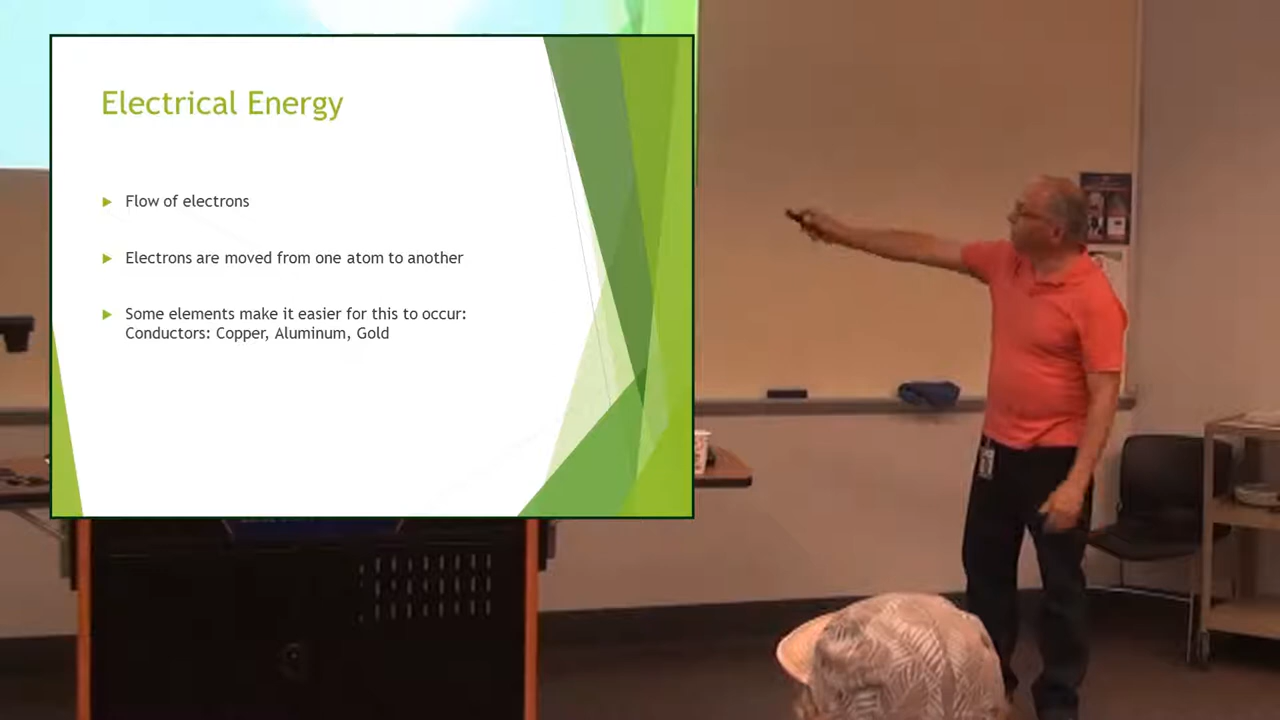 Electrical Energy
Flow of electrons
Electrons are moved from one atom to another
Some elements make it easier for this to occur:
Conductors: Copper, Aluminum, Gold